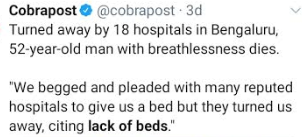 Cobrapost @cobrapost · 3d
Turned away by 18 hospitals in Bengaluru,
52-year-old man with breathlessness dies.
"We begged and pleaded with many reputed
hospitals to give us a bed but they turned us
away, citing lack of beds."